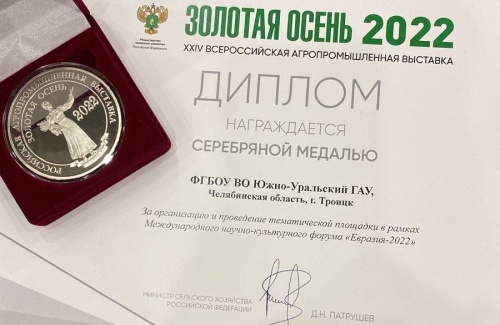 ЗОЛОТАЯ ОСЕНЬ 2022
XXIV ВСЕРОССИЙСКАЯ АГРОПРОМЫШЛЕННАЯ ВЫСТАВКА
ДИПЛОМ
НАГРАЖДАЕТСЯ
СЕРЕБРЯНОЙ МЕДАЛЬЮ
ФГБОУ ВО Южно-Уральский ГАУ,
Челябинская область, г. Троицк
За организацию и проведение тематической площадки в рамках
Международного научно-культурного форума «Евразия-2022»
МИНИСТР СЕЛЬСКОГО ХОЗЯЙСТВА
РОССИЙСКОЙ ФЕДЕРАЦИИ
Д.Н. ПАТРУШЕВ
РОССИЙСКАЯ АГРОПРОМЫШЛЕННАЯ ВЫСТАВКА
ЗОЛОТАЯ ОСЕНЬ
2022